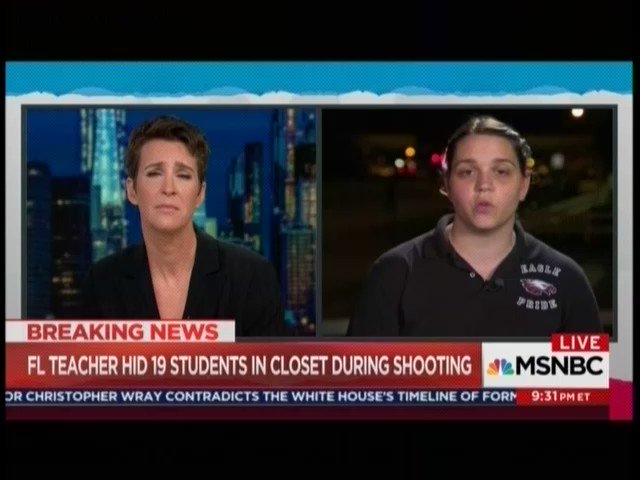 EAGLE
PRIDE
BREAKING NEWS
LIVE
FL TEACHER HID 19 STUDENTS IN CLOSET DURING SHOOTING
MSNBC
OR CHRISTOPHER WRAY CONTRADICTS THE WHITE HOUSE'S TIMELINE OF FORM
9:31 PM ET